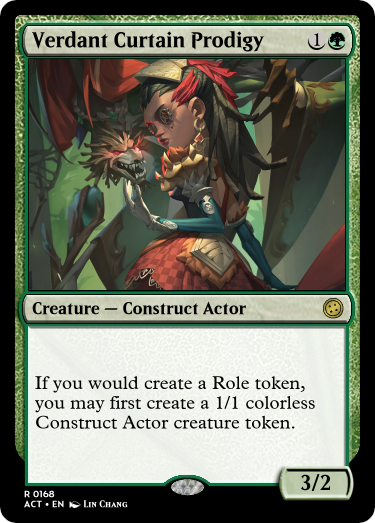 Verdant Curtain Prodigy 1
Creature — Construct Actor
If you would create a Role token,
you may first create a 1/1 colorless
Construct Actor creature token.
3/2
R 0168
ACT • EN Lin Chang